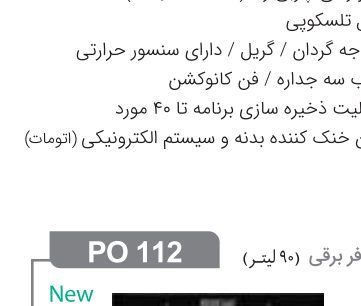 تلسکوپی
جه گردان / گریل / دارای سنسور حرارتی
سه جداره / فن کانوکشن
لیت ذخیره سازی برنامه تا ۴۰ مورد
خنک کننده بدنه و سیستم الکترونیکی (اتومات)
فر برقی (۹۰ لیتر)
PO 112
New